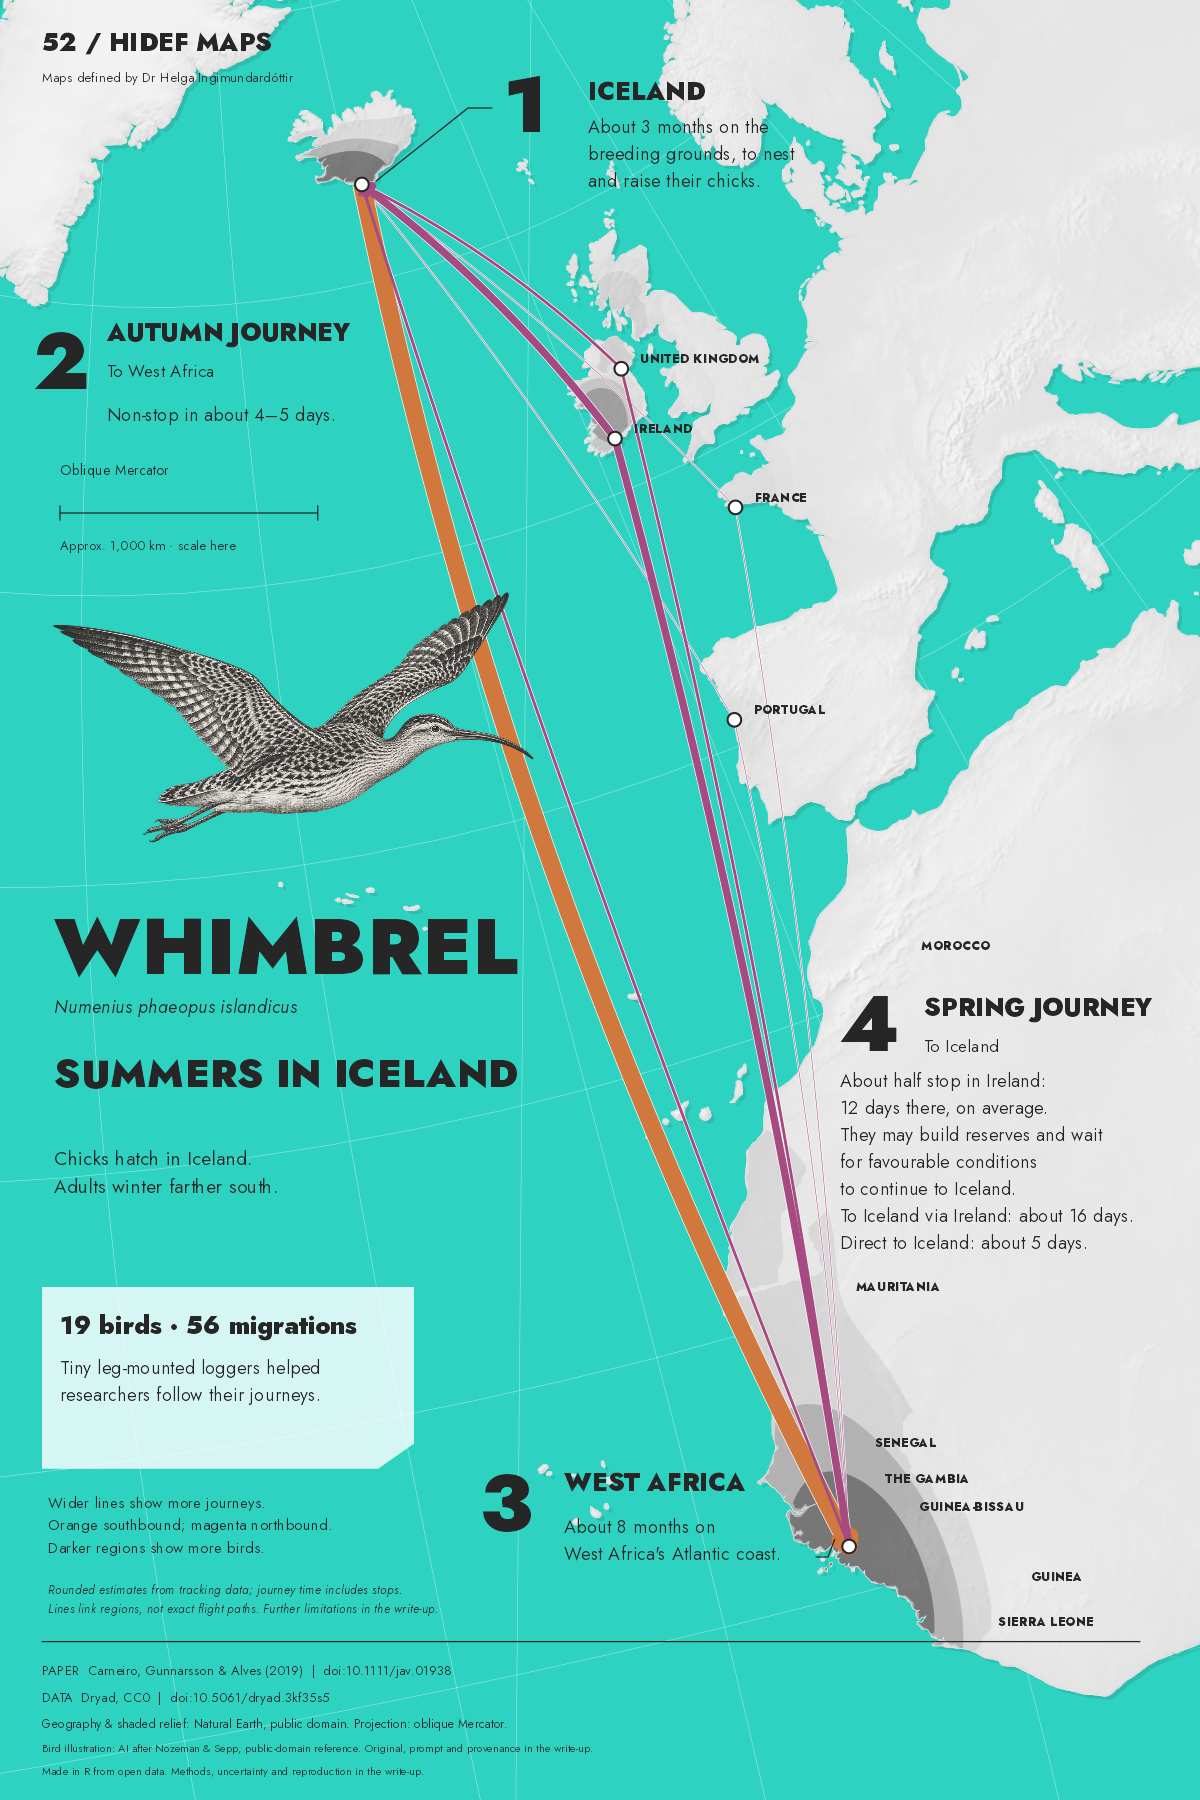 52 / HIDEF MAPS
Maps defined by Dr Helga Ingimundardóttir
1
ICELAND
About 3 months on the
breeding grounds, to nest
and raise their chicks.
2
AUTUMN JOURNEY
To West Africa
Non-stop in about 4–5 days.
Oblique Mercator
Approx. 1,000 km · scale here
UNITED KINGDOM
IRELAND
FRANCE
PORTUGAL
WHIMBREL
Numenius phaeopus islandicus
SUMMERS IN ICELAND
Chicks hatch in Iceland.
Adults winter farther south.
MOROCCO
4
SPRING JOURNEY
To Iceland
About half stop in Ireland:
12 days there, on average.
They may build reserves and wait
for favourable conditions
to continue to Iceland.
To Iceland via Ireland: about 16 days.
Direct to Iceland: about 5 days.
MAURITANIA
19 birds • 56 migrations
Tiny leg-mounted loggers helped
researchers follow their journeys.
SENEGAL
THE GAMBIA
GUINEA-BISSAU
GUINEA
SIERRA LEONE
3
WEST AFRICA
About 8 months on
West Africa's Atlantic coast.
Wider lines show more journeys.
Orange southbound; magenta northbound.
Darker regions show more birds.
Rounded estimates from tracking data; journey time includes stops.
Lines link regions, not exact flight paths. Further limitations in the write-up.
PAPER Carneiro, Gunnarsson & Alves (2019) | doi:10.1111/jav.01938
DATA Dryad, CC0 | doi:10.5061/dryad.3kf35s5
Geography & shaded relief: Natural Earth, public domain. Projection: oblique Mercator.
Bird illustration: AI after Nozeman & Sepp, public-domain reference. Original, prompt and provenance in the write-up.
Made in R from open data. Methods, uncertainty and reproduction in the write-up.